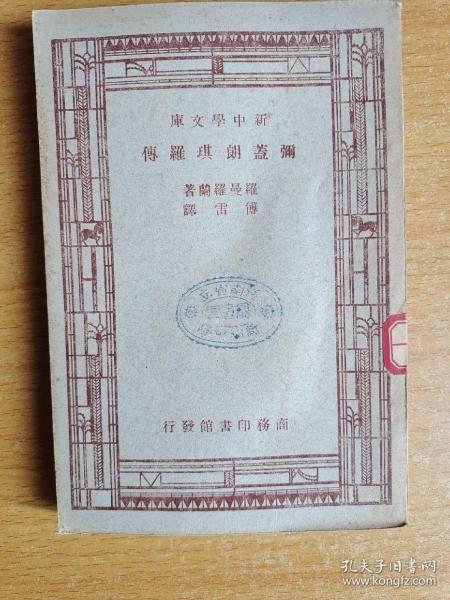 新中學文庫
彌蓋朗琪羅傳
羅曼羅蘭著
傅雷譯
商務印書館發行
孔夫子旧书网
www.kongfz.com